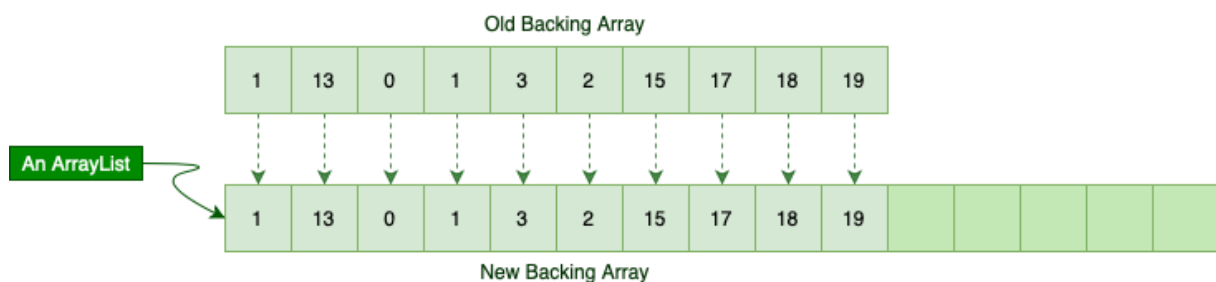 Old Backing Array
1 13 0 1 3 2 15 17 18 19
An ArrayList
1 13 0 1 3 2 15 17 18 19
New Backing Array